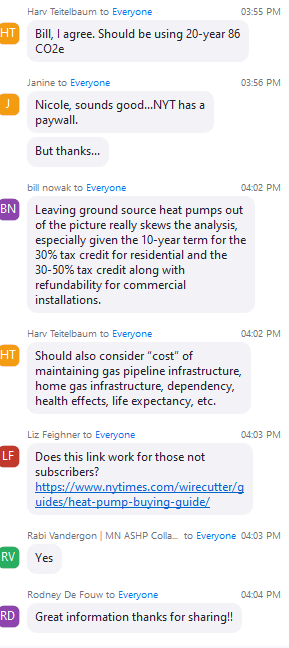 Harv Teitelbaum to Everyone 03:55 PM
HT
Bill, I agree. Should be using 20-year 86
CO2e
Janine to Everyone 03:56 PM
J
Nicole, sounds good...NYT has a
paywall.
But thanks...
bill nowak to Everyone 04:02 PM
BN
Leaving ground source heat pumps out
of the picture really skews the analysis,
especially given the 10-year term for the
30% tax credit for residential and the
30-50% tax credit along with
refundability for commercial
installations.
Harv Teitelbaum to Everyone 04:02 PM
HT
Should also consider “cost” of
maintaining gas pipeline infrastructure,
home gas infrastructure, dependency,
health effects, life expectancy, etc.
Liz Feighner to Everyone 04:03 PM
LF
Does this link work for those not
subscribers?
https://www.nytimes.com/wirecutter/g
uides/heat-pump-buying-guide/
Rabi Vandergon | MN ASHP Colla... to Everyone 04:03 PM
RV
Yes
Rodney De Fouw to Everyone 04:04 PM
RD
Great information thanks for sharing!!